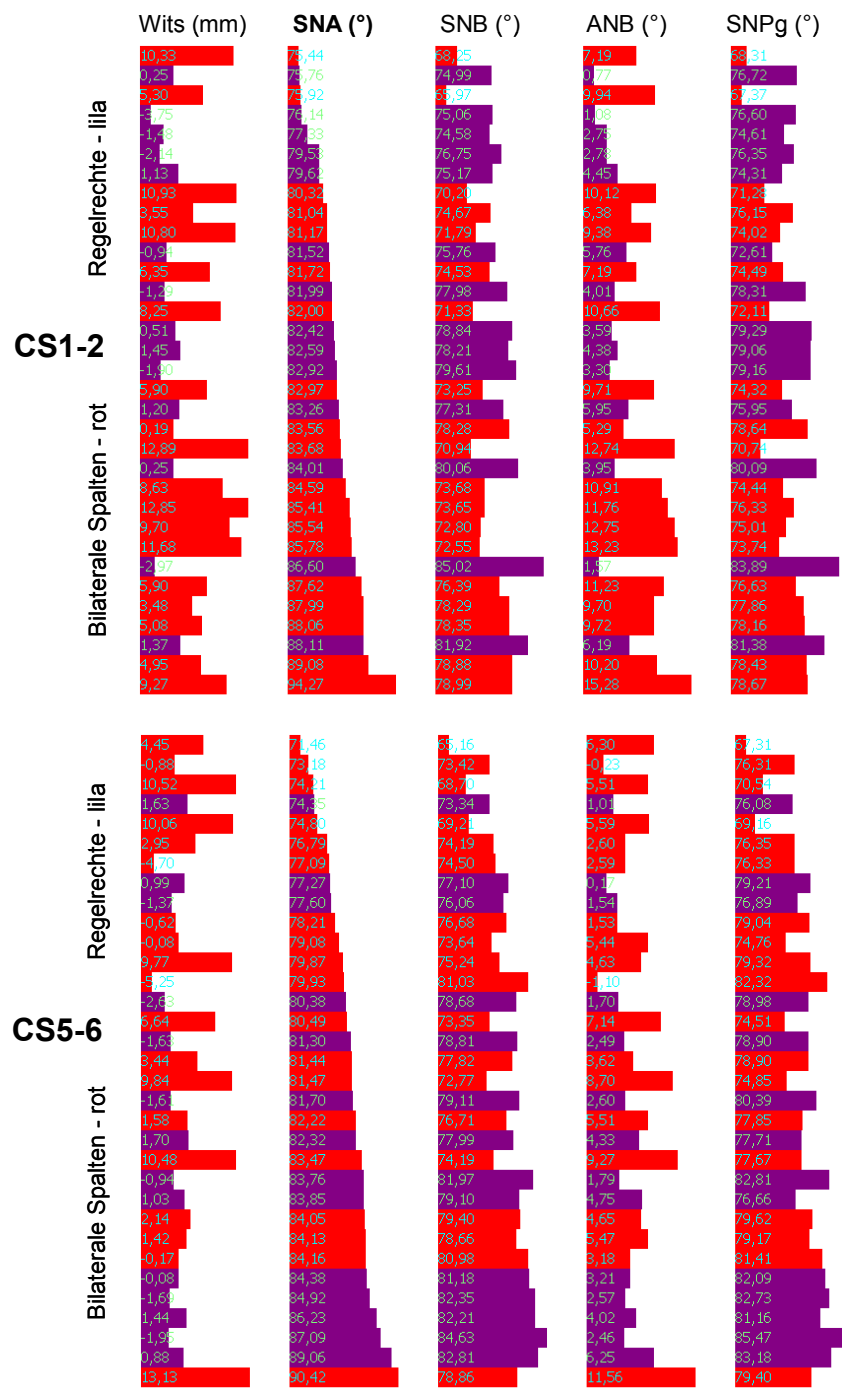 Wits (mm) SNA (°) SNB (°) ANB (°) SNPg (°)
Regelrechte - lila
CS1-2
Bilaterale Spalten - rot
10,33 75,44 68,25 7,19 68,31
0,25 75,76 74,99 0,77 76,72
5,30 75,92 65,97 9,94 67,37
-3,75 76,14 75,06 1,08 76,60
-1,48 77,33 74,58 2,75 74,61
-2,14 79,53 76,75 2,78 76,35
1,13 79,62 75,17 4,45 74,31
10,93 80,32 70,20 10,12 71,28
3,55 81,04 74,67 6,38 76,15
10,80 81,17 71,79 9,38 74,02
-0,94 81,52 75,76 5,76 72,61
6,35 81,72 74,53 7,19 74,49
-1,29 81,99 77,98 4,01 78,31
8,25 82,00 71,33 10,66 72,11
0,51 82,42 78,84 3,59 79,29
1,45 82,59 78,21 4,38 79,06
-1,90 82,92 79,61 3,30 79,16
5,90 82,97 73,25 9,71 74,32
1,20 83,26 77,31 5,95 75,95
0,19 83,56 78,28 5,29 78,64
12,89 83,68 70,94 12,74 70,74
0,25 84,01 80,06 3,95 80,09
8,63 84,59 73,68 10,91 74,44
12,85 85,41 73,65 11,76 76,33
9,70 85,54 72,80 12,75 75,01
11,68 85,78 72,55 13,23 73,74
-2,97 86,60 85,02 1,57 83,89
5,90 87,62 76,39 11,23 76,63
3,48 87,99 78,29 9,70 77,86
5,08 88,06 78,35 9,72 78,16
1,37 88,11 81,92 6,19 81,38
4,95 89,08 78,88 10,20 78,43
9,27 94,27 78,99 15,28 78,67
Regelrechte - lila
CS5-6
Bilaterale Spalten - rot
4,45 71,46 65,16 6,30 67,31
-0,88 73,18 73,42 -0,23 76,31
10,52 74,21 68,70 5,51 70,54
1,63 74,35 73,34 1,01 76,08
10,06 74,80 69,21 5,59 69,16
2,95 76,79 74,19 2,60 76,35
-4,70 77,09 74,50 2,59 76,33
0,99 77,27 77,10 0,17 79,21
-1,37 77,60 76,06 1,54 76,89
-0,62 78,21 76,68 1,53 79,04
-0,08 79,08 73,64 5,44 74,76
9,77 79,87 75,24 4,63 79,32
-5,25 79,93 81,03 -1,10 82,32
-2,63 80,38 78,68 1,70 78,98
6,64 80,49 73,35 7,14 74,51
-1,63 81,30 78,81 2,49 78,90
3,44 81,44 77,82 3,62 78,90
9,84 81,47 72,77 8,70 74,85
-1,61 81,70 79,11 2,60 80,39
1,58 82,22 76,71 5,51 77,85
1,70 82,32 77,99 4,33 77,71
10,48 83,47 74,19 9,27 77,67
-0,94 83,76 81,97 1,79 82,81
1,03 83,85 79,10 4,75 76,66
2,14 84,05 79,40 4,65 79,62
1,42 84,13 78,66 5,47 79,17
-0,17 84,16 80,98 3,18 81,41
-0,08 84,38 81,18 3,21 82,09
-1,69 84,92 82,35 2,57 82,73
1,44 86,23 82,21 4,02 81,16
-1,95 87,09 84,63 2,46 85,47
0,88 89,06 82,81 6,25 83,18
13,13 90,42 78,86 11,56 79,40